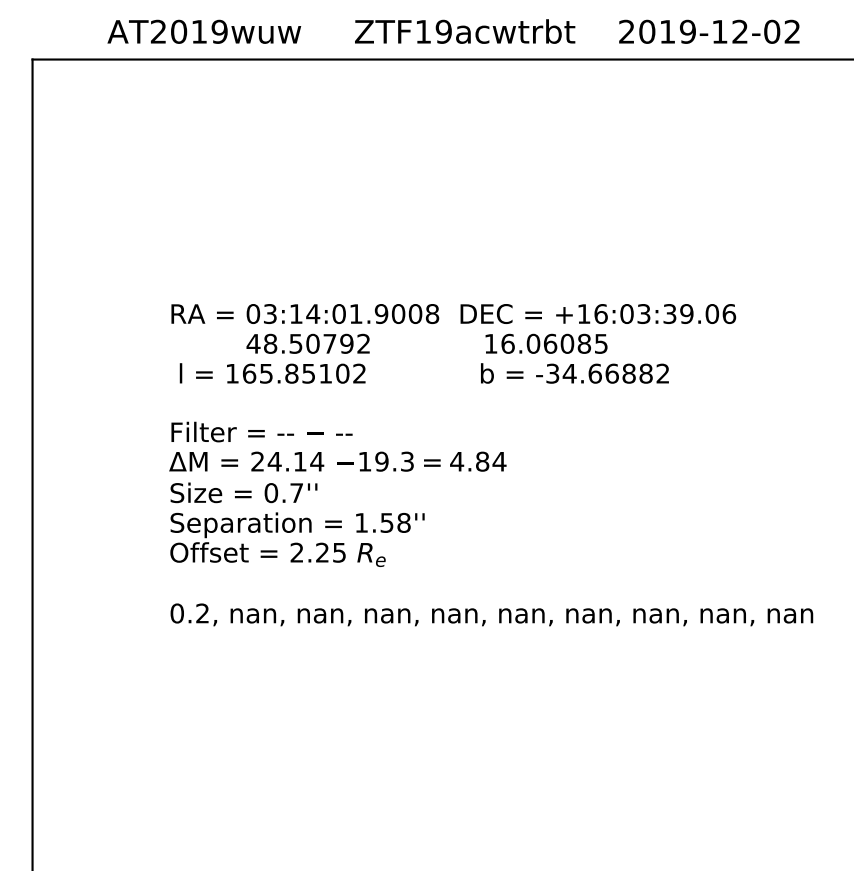 AT2019wuw ZTF19acwtrbt 2019-12-02
RA = 03:14:01.9008 DEC = +16:03:39.06
48.50792 16.06085
l = 165.85102 b = -34.66882
Filter = -- − --
ΔM = 24.14 −19.3 = 4.84
Size = 0.7''
Separation = 1.58''
Offset = 2.25 Re
0.2, nan, nan, nan, nan, nan, nan, nan, nan, nan